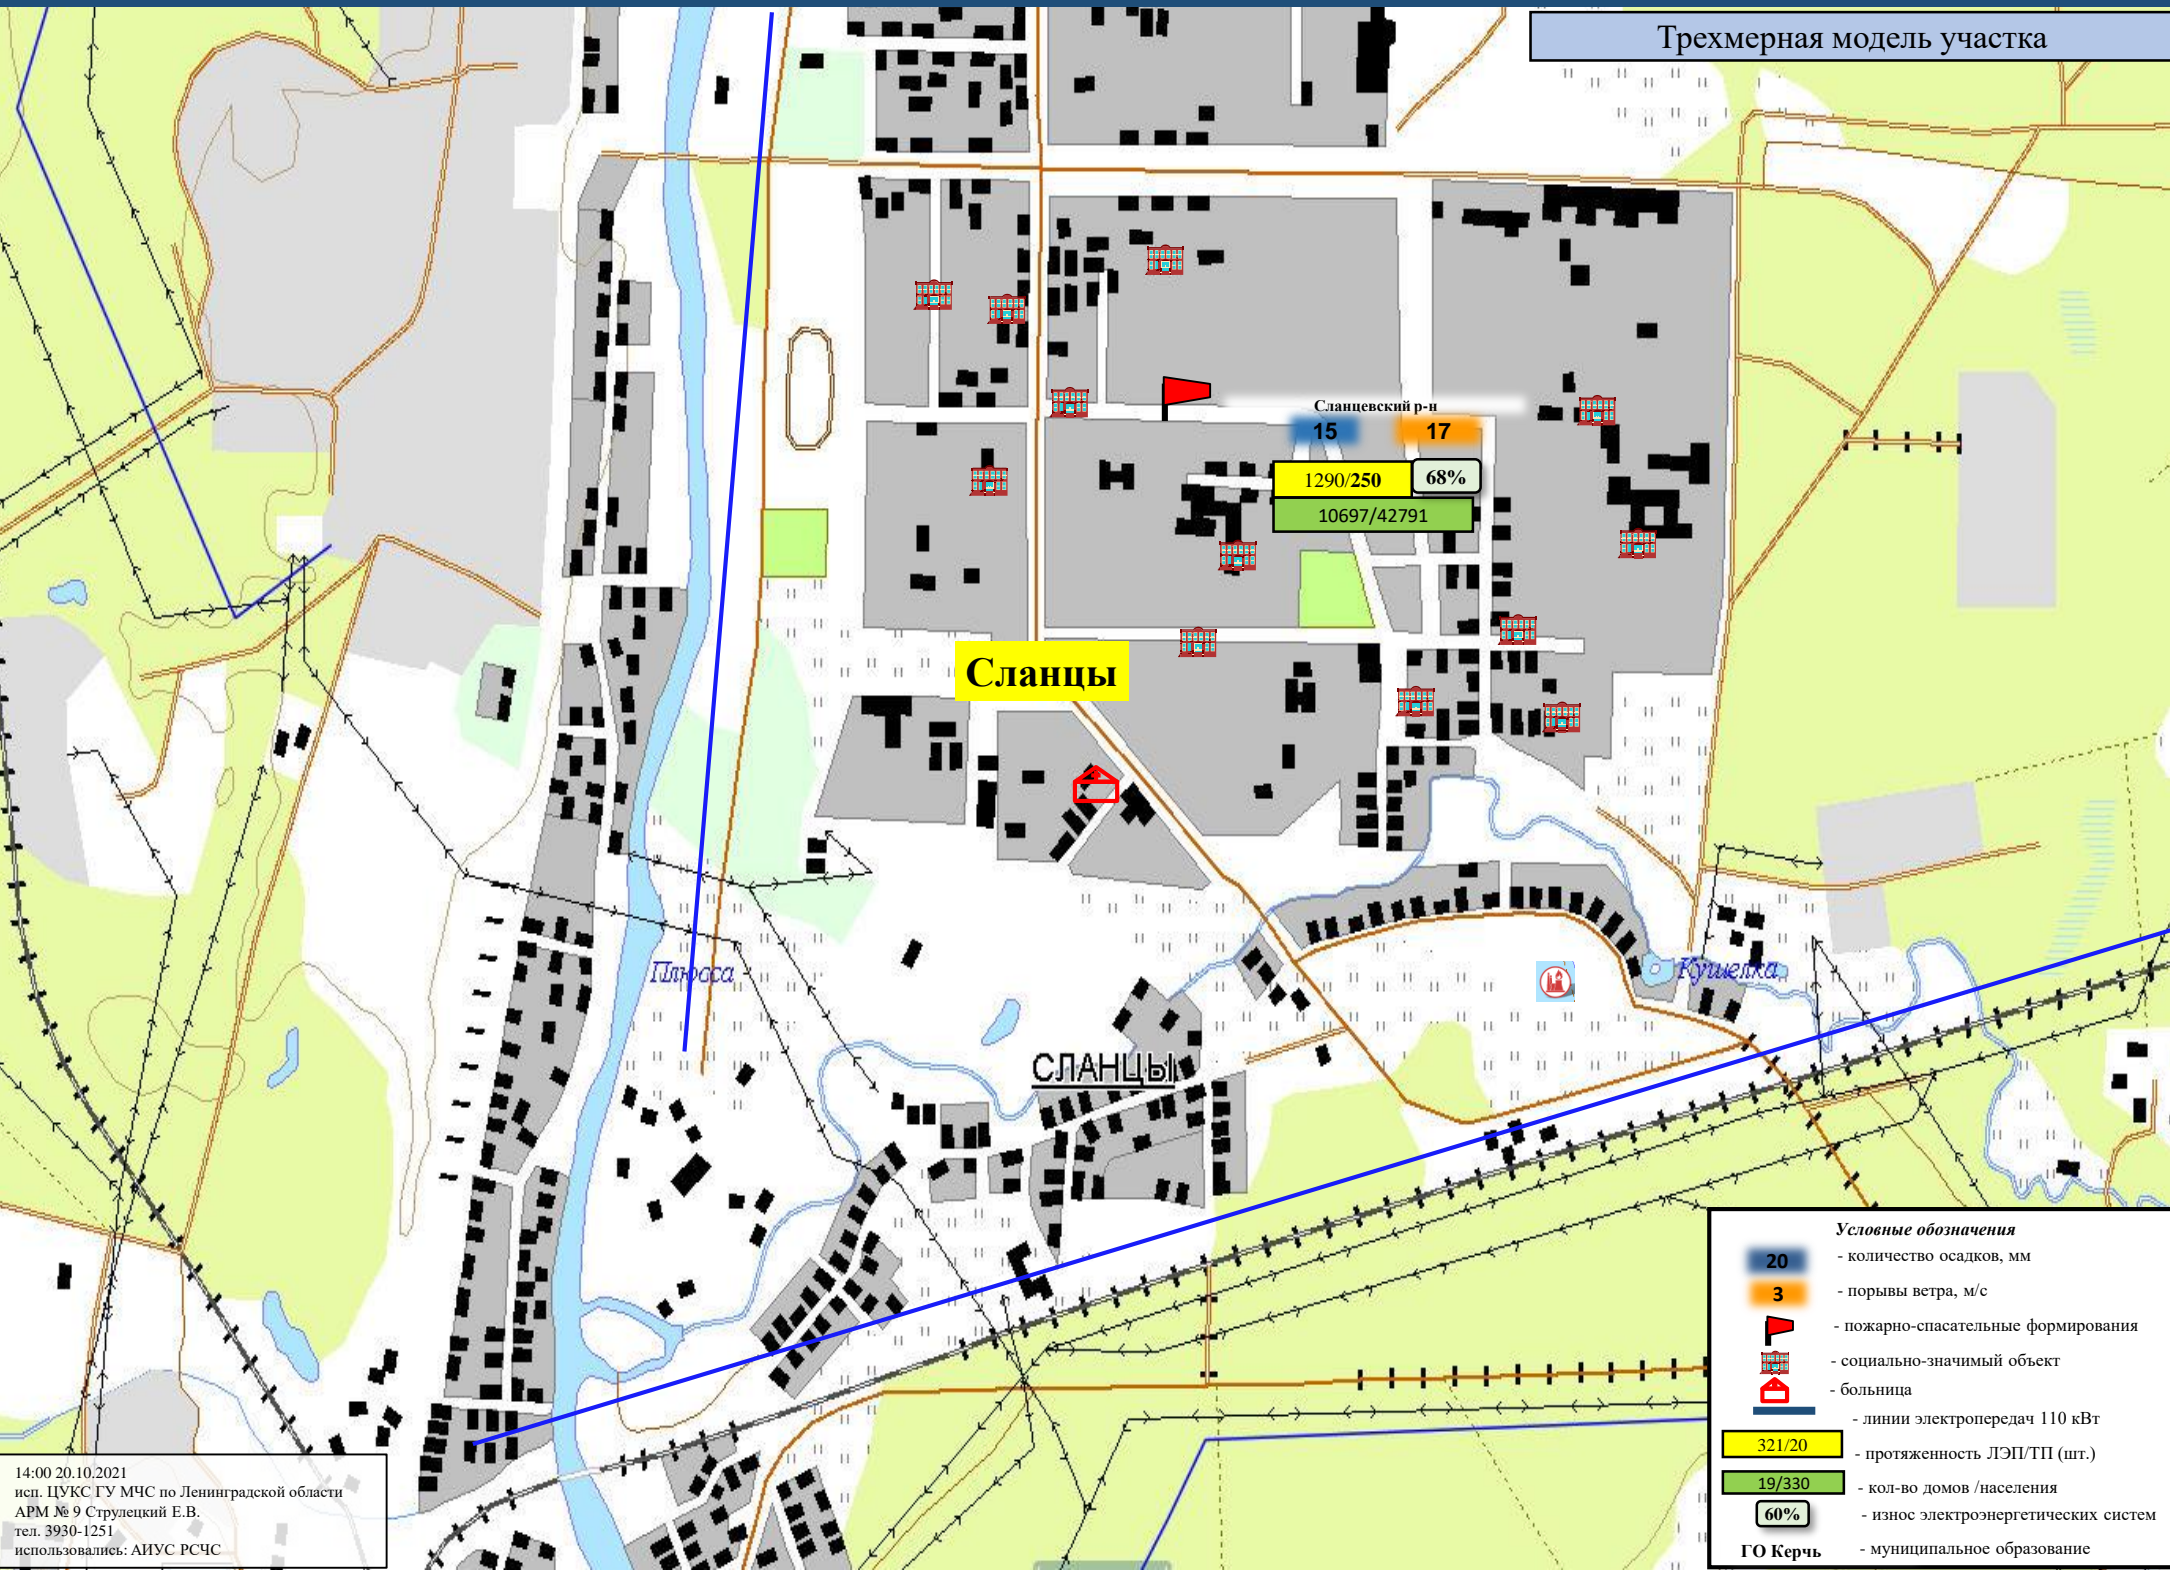 Трехмерная модель участка
Сланцевский р-н
15 17
1290/250 68%
10697/42791
Сланцы
Плюсса
Кушелка
СЛАНЦЫ
Условные обозначения
20 - количество осадков, мм
3 - порывы ветра, м/с
- пожарно-спасательные формирования
- социально-значимый объект
- больница
- линии электропередач 110 кВт
321/20 - протяженность ЛЭП/ТП (шт.)
19/330 - кол-во домов /населения
60% - износ электроэнергетических систем
ГО Керчь - муниципальное образование
14:00 20.10.2021
исп. ЦУКС ГУ МЧС по Ленинградской области
АРМ № 9 Струлецкий Е.В.
тел. 3930-1251
использовались: АИУС РСЧС